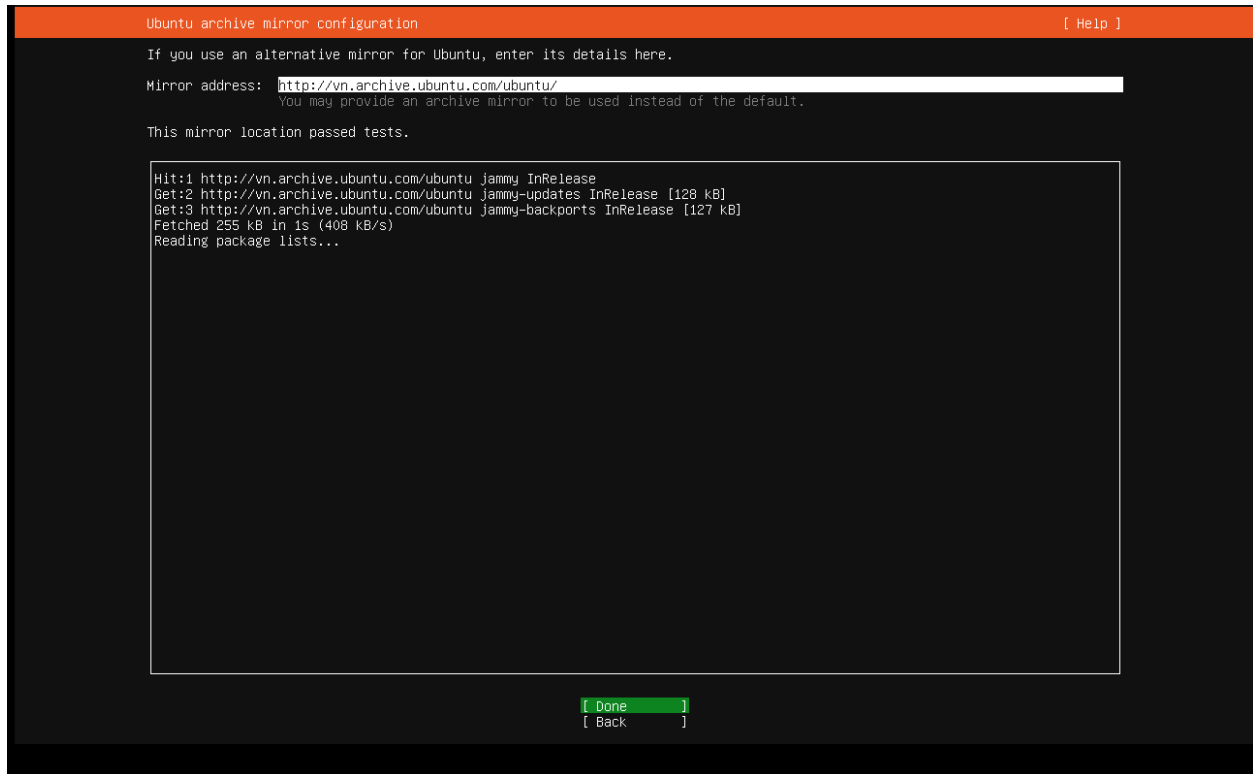 Ubuntu archive mirror configuration [ Help ]
If you use an alternative mirror for Ubuntu, enter its details here.
Mirror address: http://vn.archive.ubuntu.com/ubuntu/
You may provide an archive mirror to be used instead of the default.
This mirror location passed tests.
Hit:1 http://vn.archive.ubuntu.com/ubuntu jammy InRelease
Get:2 http://vn.archive.ubuntu.com/ubuntu jammy-updates InRelease [128 kB]
Get:3 http://vn.archive.ubuntu.com/ubuntu jammy-backports InRelease [127 kB]
Fetched 255 kB in 1s (408 kB/s)
Reading package lists...
[ Done ]
[ Back ]